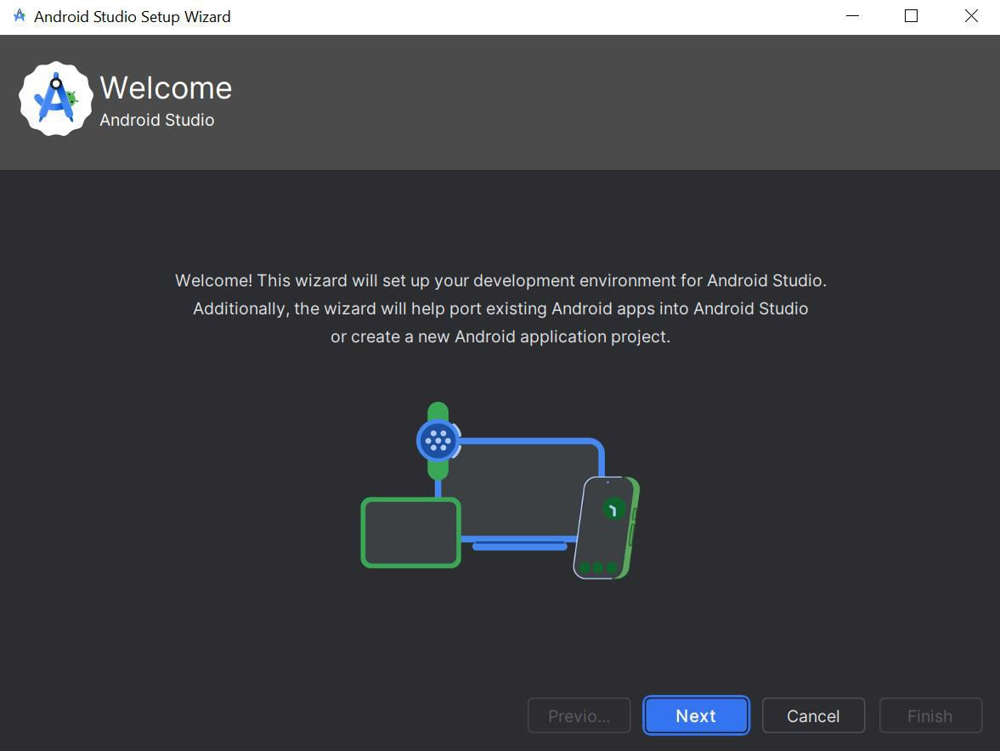 Android Studio Setup Wizard
Welcome
Android Studio
Welcome! This wizard will set up your development environment for Android Studio.
Additionally, the wizard will help port existing Android apps into Android Studio
or create a new Android application project.
Previo... Next Cancel Finish